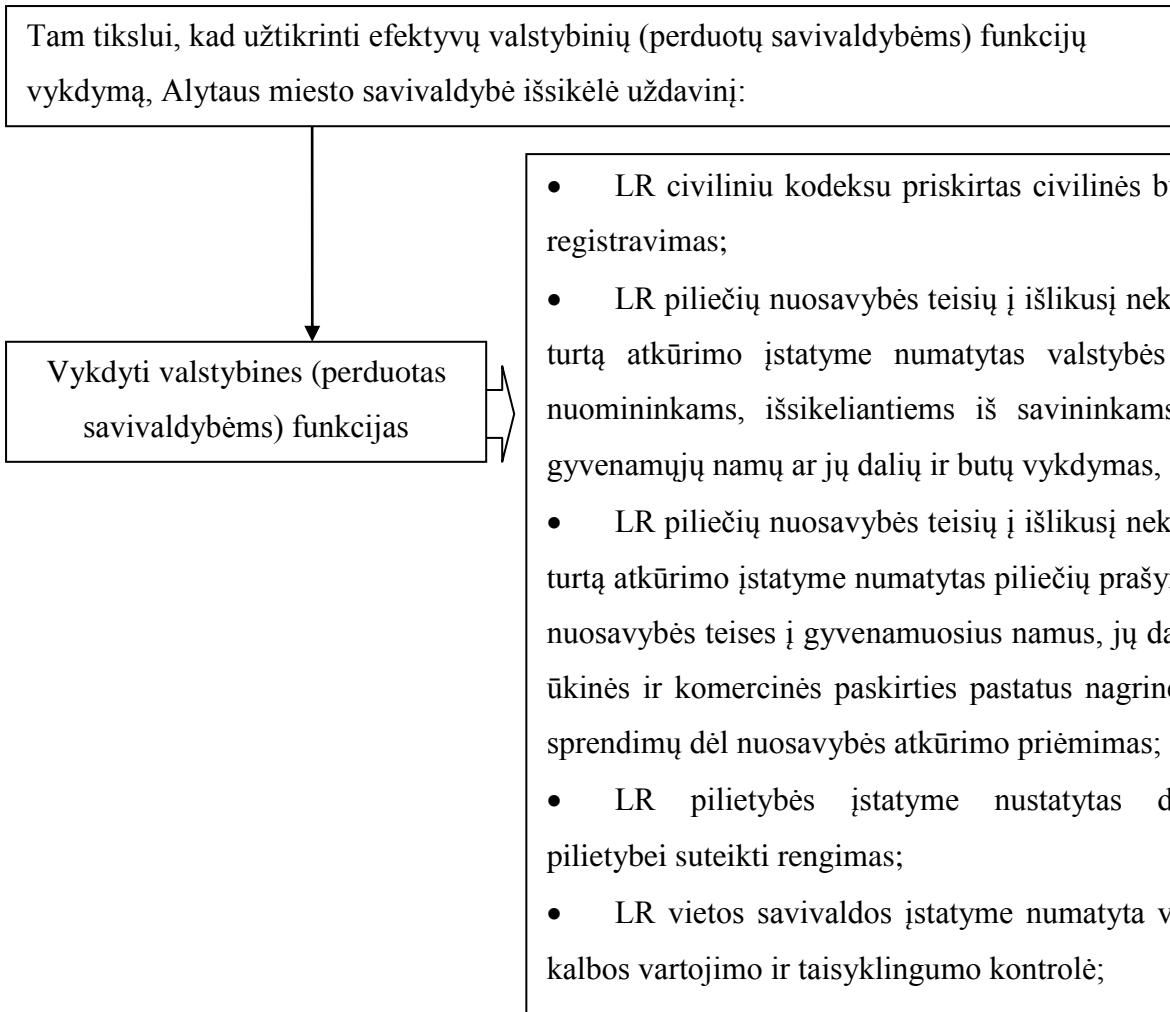 Tam tikslui, kad užtikrinti efektyvų valstybinių (perduotų savivaldybėms) funkcijų
vykdymą, Alytaus miesto savivaldybė išsikėlė uždavinį:
Vykdyti valstybines (perduotas
savivaldybėms) funkcijas
• LR civiliniu kodeksu priskirtas civilinės
registravimas;
• LR piliečių nuosavybės teisių į išlikusį
turtą atkūrimo įstatyme numatytas valstybės
nuomininkams, išsikeliantiems iš savininkams
gyvenamųjų namų ar jų dalių ir butų vykdymas,
• LR piliečių nuosavybės teisių į išlikusį
turtą atkūrimo įstatyme numatytas piliečių
nuosavybės teises į gyvenamuosius namus, jų
ūkinės ir komercinės paskirties pastatus
sprendimų dėl nuosavybės atkūrimo priėmimas;
• LR pilietybės įstatyme nustatytas
pilietybei suteikti rengimas;
• LR vietos savivaldos įstatyme numatyta
kalbos vartojimo ir taisyklingumo kontrolė;